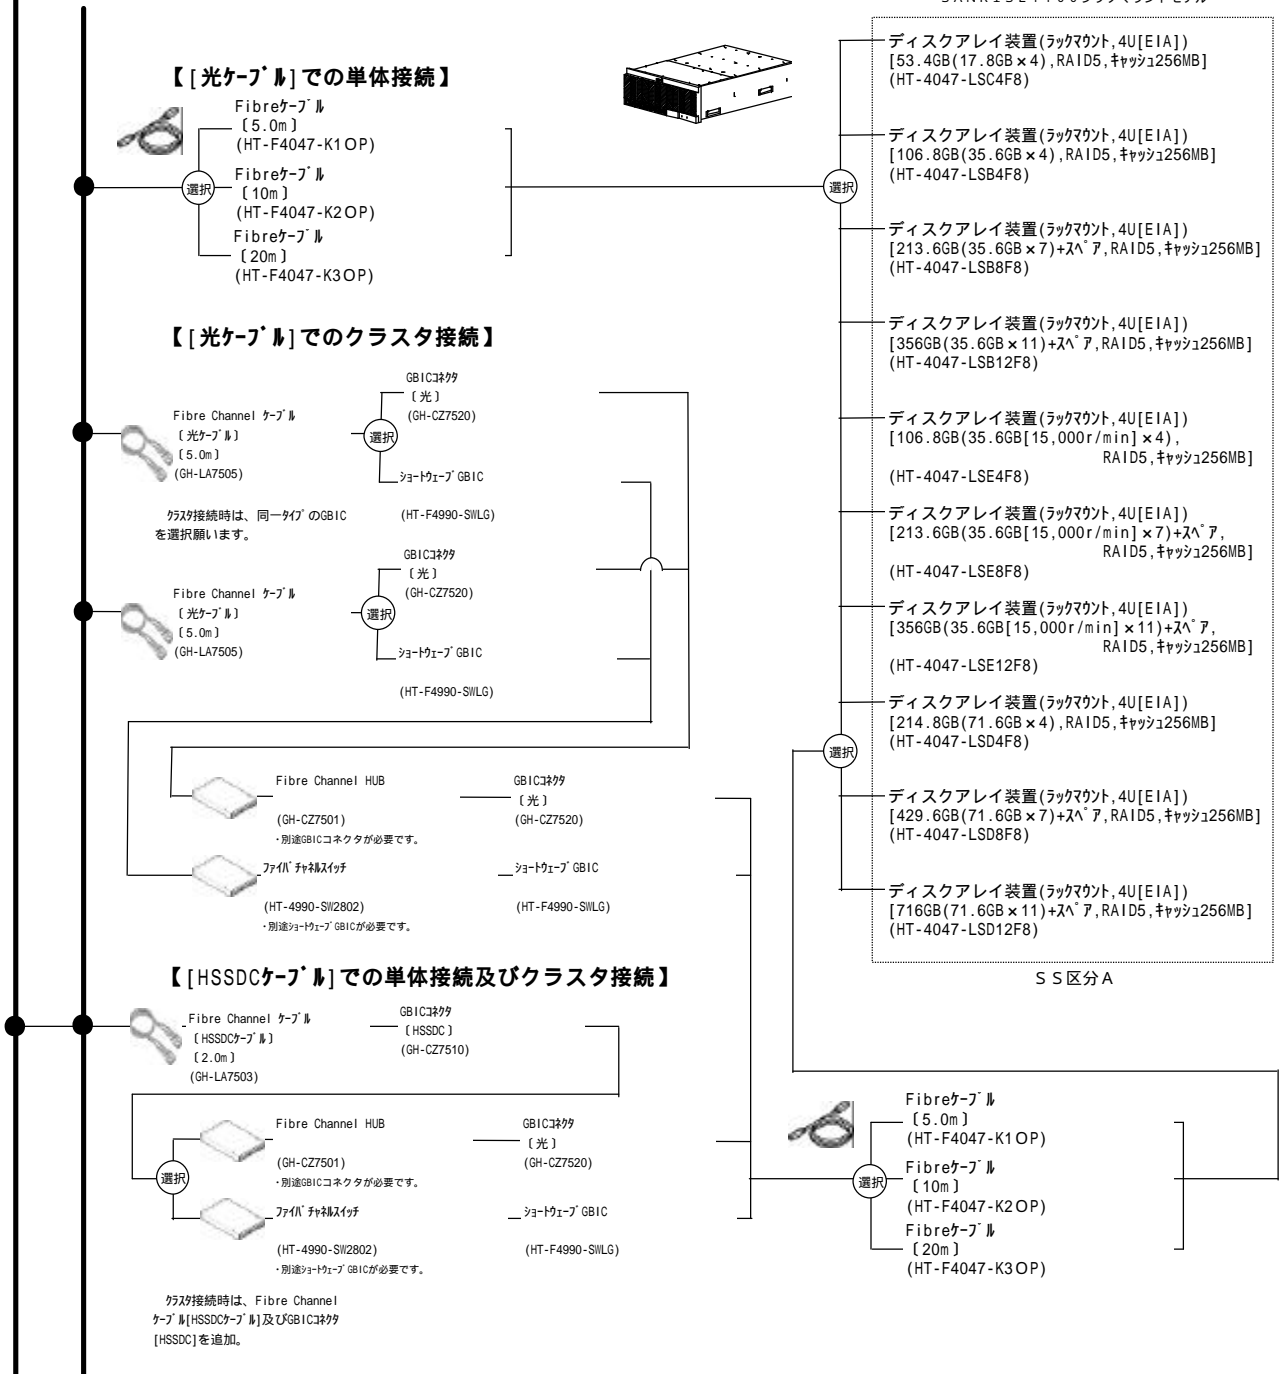 【[光ケーブル]での単体接続】
Fibreケーブル
〔5.0m〕
(HT-F4047-K1OP)
選択
Fibreケーブル
〔10m〕
(HT-F4047-K2OP)
Fibreケーブル
〔20m〕
(HT-F4047-K3OP)
選択
ディスクアレイ装置(ラックマウント,4U[EIA])
[53.4GB(17.8GB×4),RAID5,キャッシュ256MB]
(HT-4047-LSC4F8)
ディスクアレイ装置(ラックマウント,4U[EIA])
[106.8GB(35.6GB×4),RAID5,キャッシュ256MB]
(HT-4047-LSB4F8)
ディスクアレイ装置(ラックマウント,4U[EIA])
[213.6GB(35.6GB×7)+スペア,RAID5,キャッシュ256MB]
(HT-4047-LSB8F8)
ディスクアレイ装置(ラックマウント,4U[EIA])
[356GB(35.6GB×11)+スペア,RAID5,キャッシュ256MB]
(HT-4047-LSB12F8)
ディスクアレイ装置(ラックマウント,4U[EIA])
[106.8GB(35.6GB[15,000r/min]×4),
RAID5,キャッシュ256MB]
(HT-4047-LSE4F8)
ディスクアレイ装置(ラックマウント,4U[EIA])
[213.6GB(35.6GB[15,000r/min]×7)+スペア,
RAID5,キャッシュ256MB]
(HT-4047-LSE8F8)
ディスクアレイ装置(ラックマウント,4U[EIA])
[356GB(35.6GB[15,000r/min]×11)+スペア,
RAID5,キャッシュ256MB]
(HT-4047-LSE12F8)
ディスクアレイ装置(ラックマウント,4U[EIA])
[214.8GB(71.6GB×4),RAID5,キャッシュ256MB]
(HT-4047-LSD4F8)
選択
ディスクアレイ装置(ラックマウント,4U[EIA])
[429.6GB(71.6GB×7)+スペア,RAID5,キャッシュ256MB]
(HT-4047-LSD8F8)
ディスクアレイ装置(ラックマウント,4U[EIA])
[716GB(71.6GB×11)+スペア,RAID5,キャッシュ256MB]
(HT-4047-LSD12F8)
SS区分A
【[光ケーブル]でのクラスタ接続】
Fibre Channel ケーブル
〔光ケーブル〕
〔5.0m〕
(GH-LA7505)
選択
GBICコネクタ
〔光〕
(GH-CZ7520)
ショートウェーブGBIC
(HT-F4990-SWLG)
クラスタ接続時は、同一タイプのGBIC
を選択願います。
Fibre Channel ケーブル
〔光ケーブル〕
〔5.0m〕
(GH-LA7505)
選択
GBICコネクタ
〔光〕
(GH-CZ7520)
ショートウェーブGBIC
(HT-F4990-SWLG)
Fibre Channel HUB
(GH-CZ7501)
・別途GBICコネクタが必要です。
GBICコネクタ
〔光〕
(GH-CZ7520)
ファイバチャネルスイッチ
(HT-4990-SW2802)
・別途ショートウェーブGBICが必要です。
ショートウェーブGBIC
(HT-F4990-SWLG)
【[HSSDCケーブル]での単体接続及びクラスタ接続】
Fibre Channel ケーブル
〔HSSDCケーブル〕
〔2.0m〕
(GH-LA7503)
GBICコネクタ
〔HSSDC〕
(GH-CZ7510)
選択
Fibre Channel HUB
(GH-CZ7501)
・別途GBICコネクタが必要です。
GBICコネクタ
〔光〕
(GH-CZ7520)
ファイバチャネルスイッチ
(HT-4990-SW2802)
・別途ショートウェーブGBICが必要です。
ショートウェーブGBIC
(HT-F4990-SWLG)
クラスタ接続時は、Fibre Channel
ケーブル[HSSDCケーブル]及びGBICコネクタ
[HSSDC]を追加。
選択
Fibreケーブル
〔5.0m〕
(HT-F4047-K1OP)
Fibreケーブル
〔10m〕
(HT-F4047-K2OP)
Fibreケーブル
〔20m〕
(HT-F4047-K3OP)